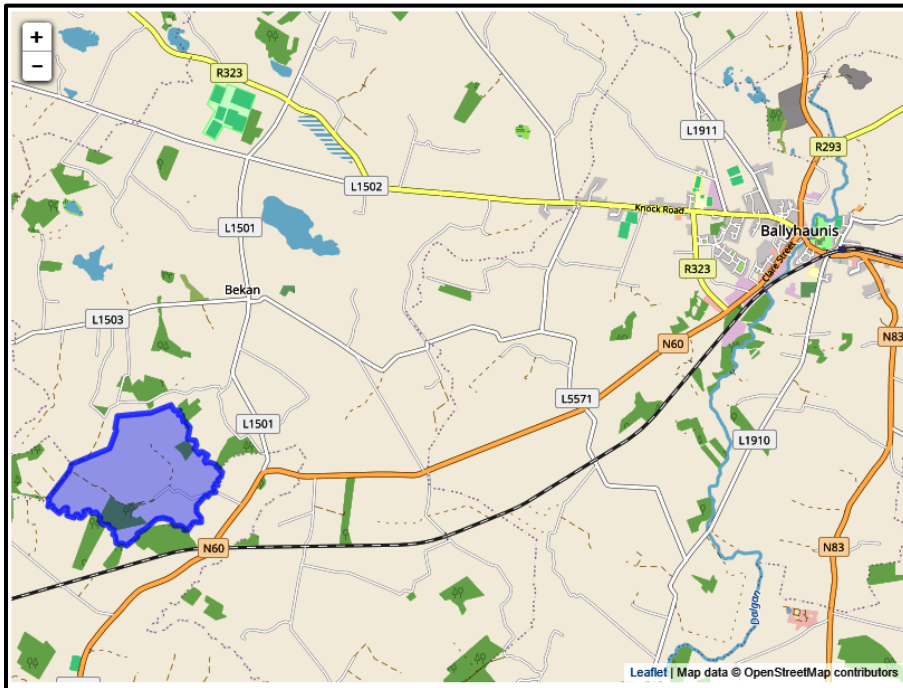 +
−
R323
L1911
R293
L1502
Knock Road
Ballyhaunis
L1501
Clare Street
R323
Bekan
L1503
N60
N83
L5571
L1501
L1910
N60
N83
Dalgan
Leaflet | Map data © OpenStreetMap contributors